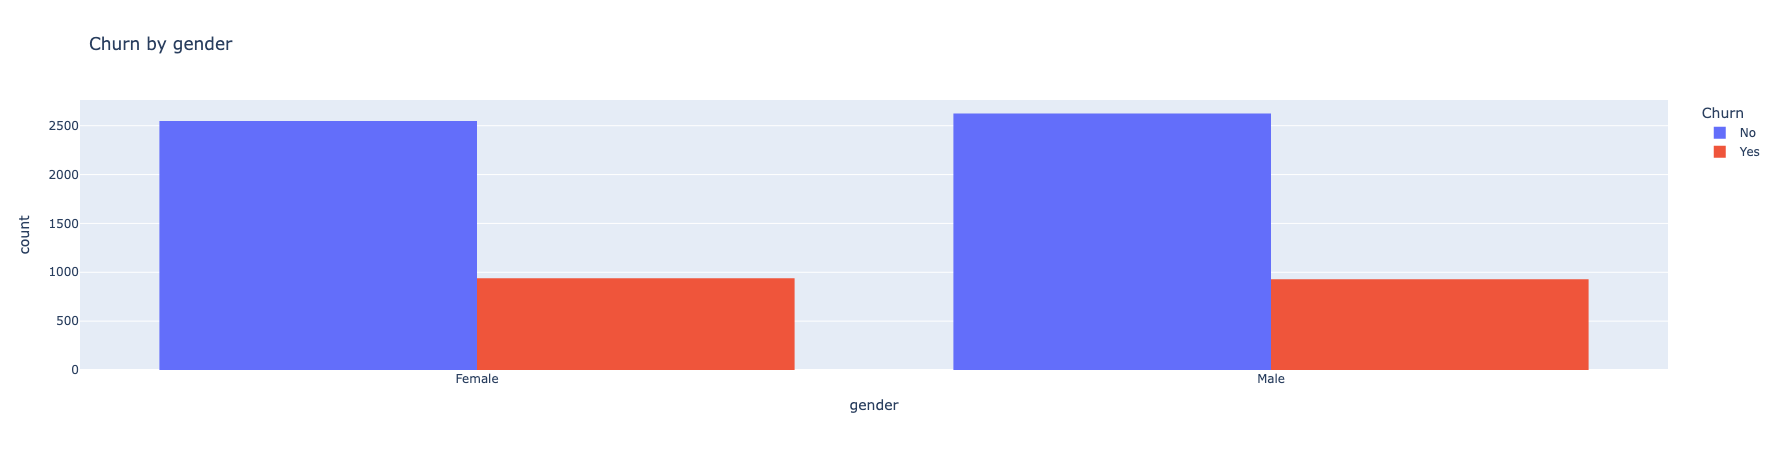 Churn by gender
2500
2000
1500
1000
500
0
count
Female
Male
gender
Churn
No
Yes